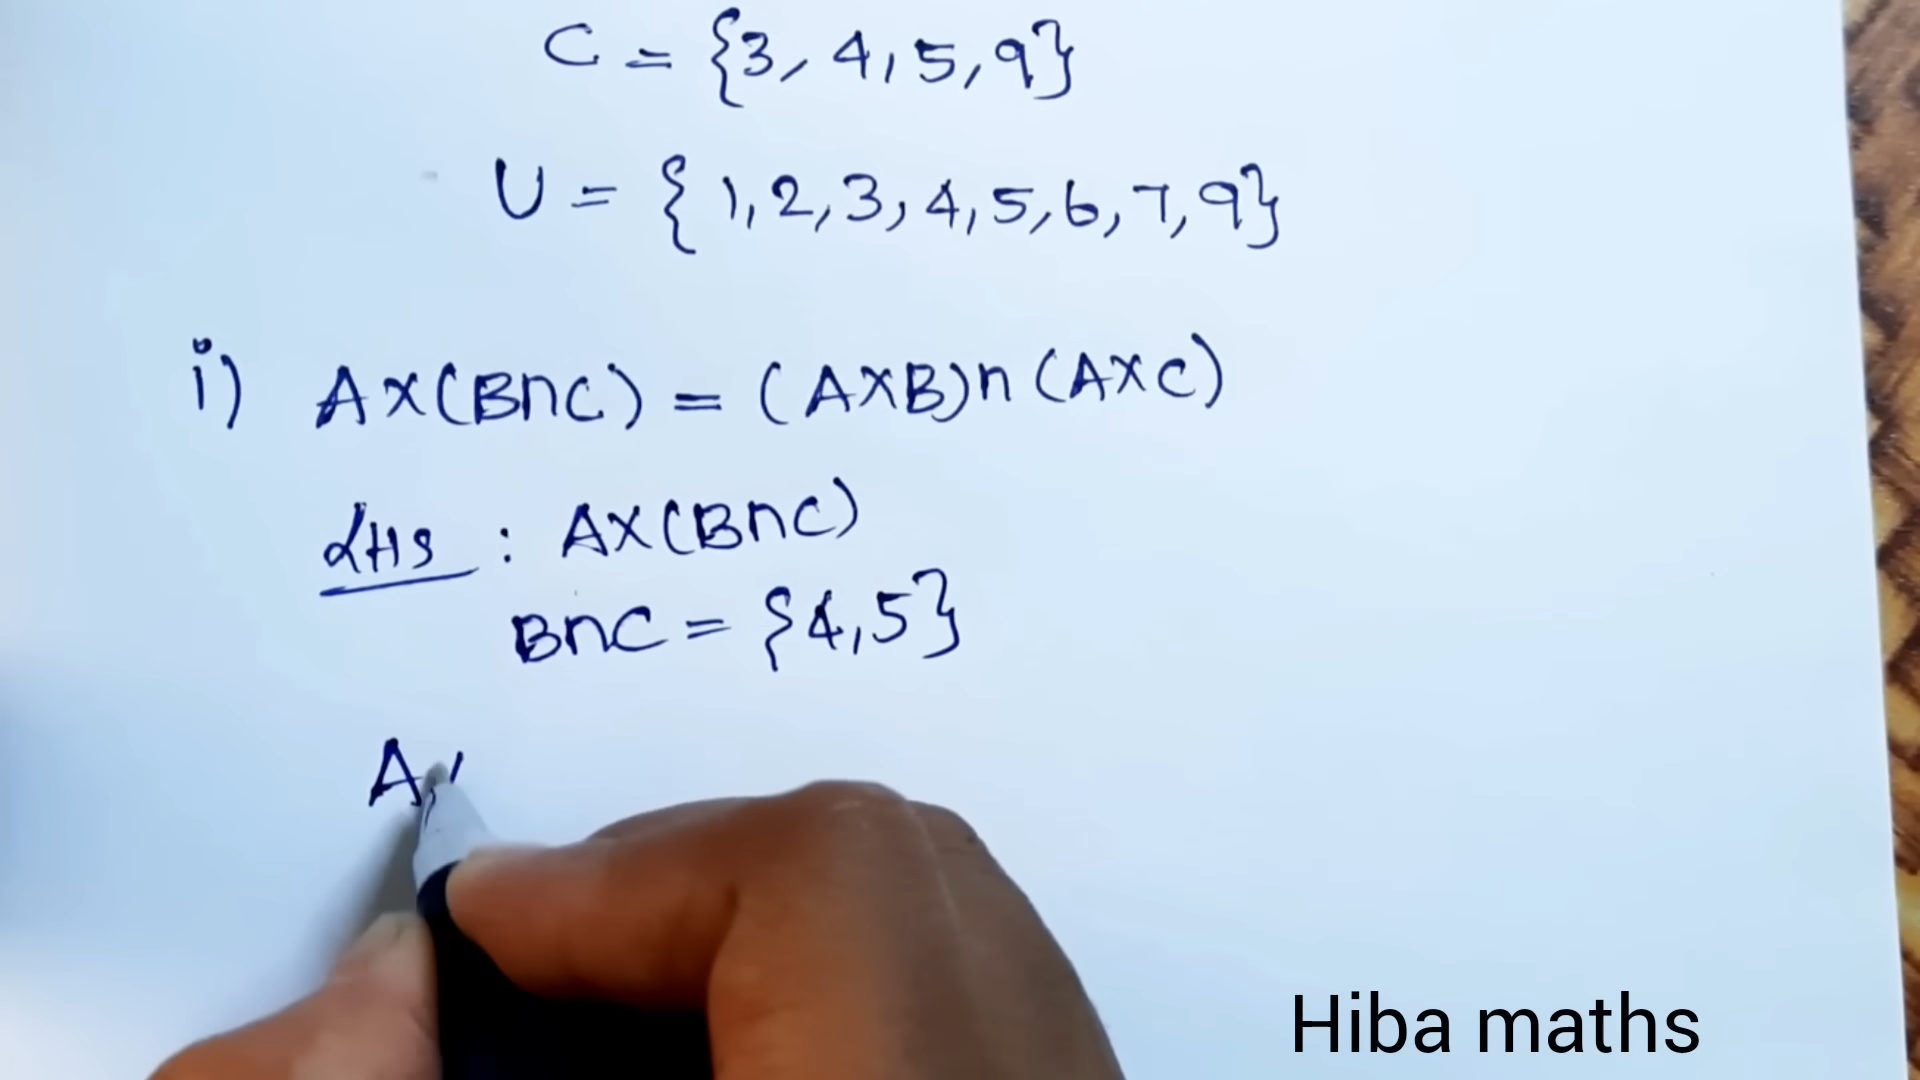 C = {3, 4, 5, 9}
U = { 1, 2, 3, 4, 5, 6, 7, 9}
i) A×(B∩C) = (A×B)∩(A×C)
LHS : A×(B∩C)
B∩C = {4,5}
A
Hiba maths